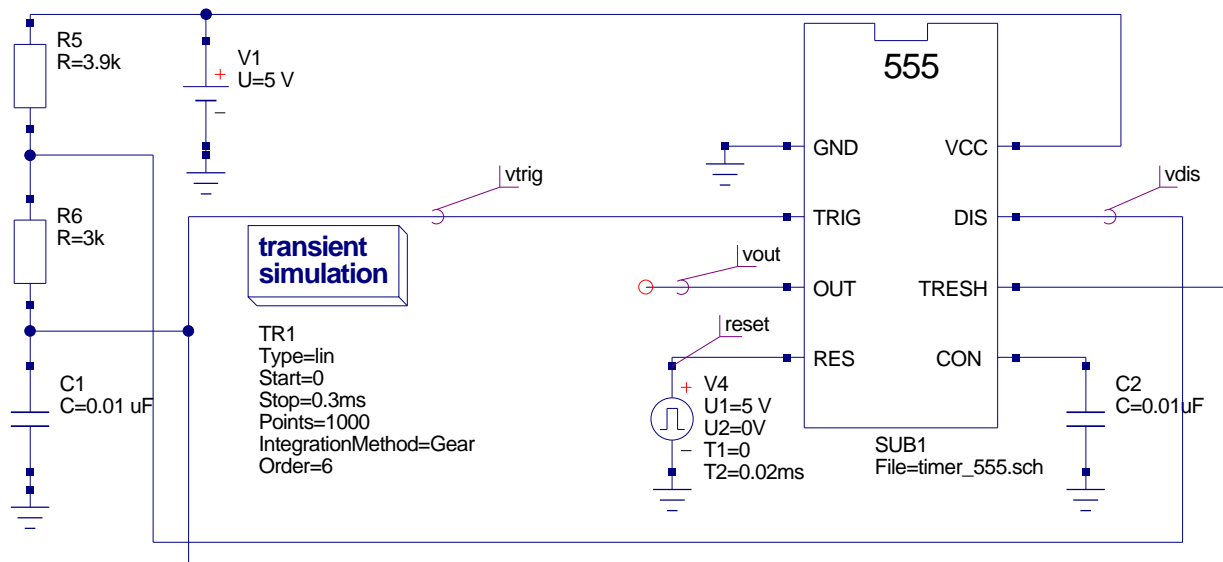 R5
R=3.9k
V1
U=5 V
+
−
555
GND
VCC
vtrig
vdis
R6
R=3k
TRIG
DIS
transient
simulation
vout
OUT
TRESH
TR1
Type=lin
Start=0
Stop=0.3ms
Points=1000
IntegrationMethod=Gear
Order=6
reset
RES
CON
C1
C=0.01 uF
+
−
V4
U1=5 V
U2=0V
T1=0
T2=0.02ms
C2
C=0.01uF
SUB1
File=timer_555.sch